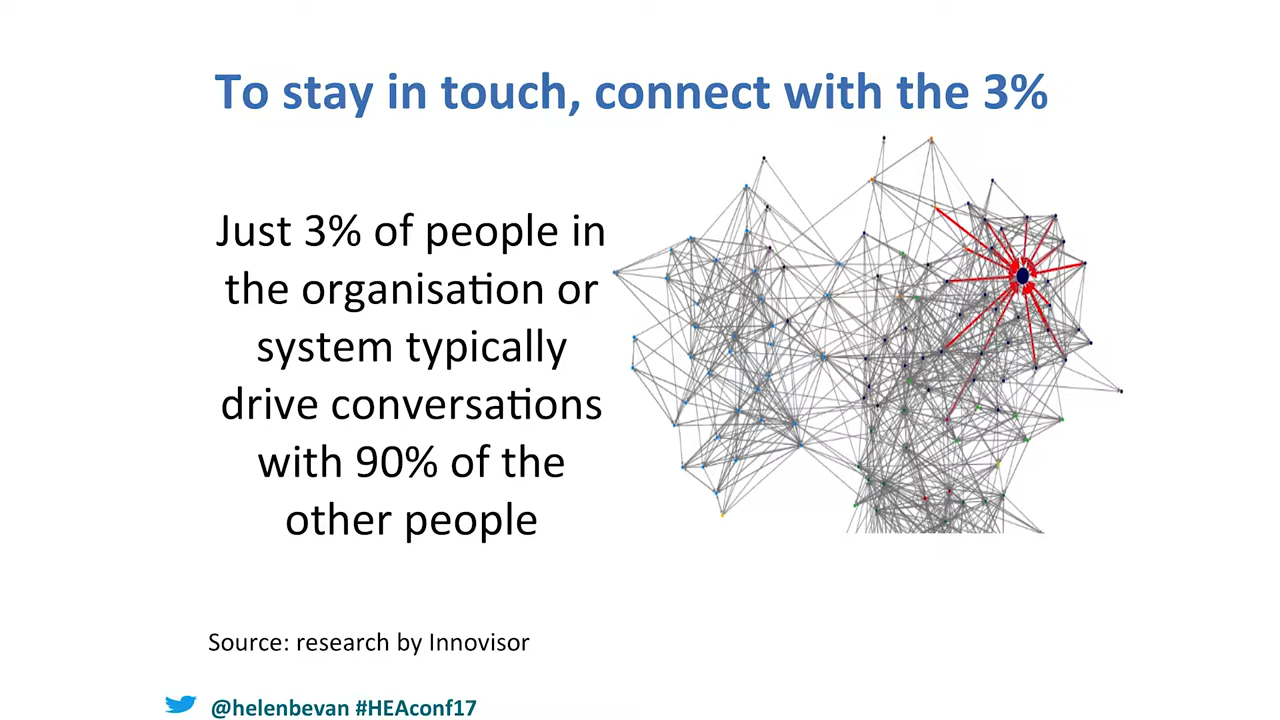 To stay in touch, connect with the 3%
Just 3% of people in
the organisation or
system typically
drive conversations
with 90% of the
other people
Source: research by Innovisor
@helenbevan #HEAconf17